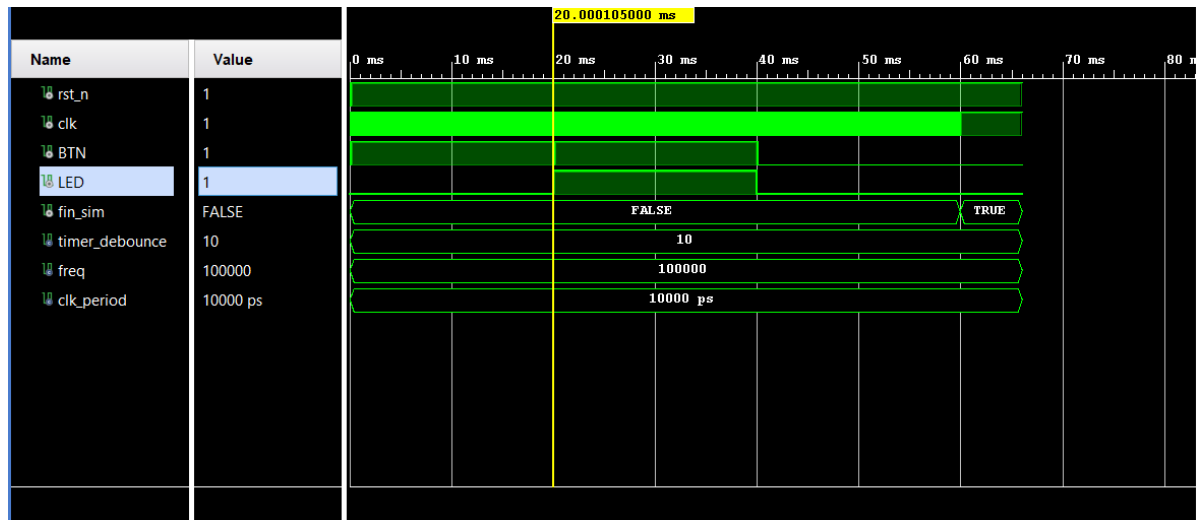 20.000105000 ms
Name Value 0 ms 10 ms 20 ms 30 ms 40 ms 50 ms 60 ms 70 ms 80
rst_n 1
clk 1
BTN 1
LED 1
fin_sim FALSE FALSE TRUE
timer_debounce 10 10
freq 100000 100000
clk_period 10000 ps 10000 ps